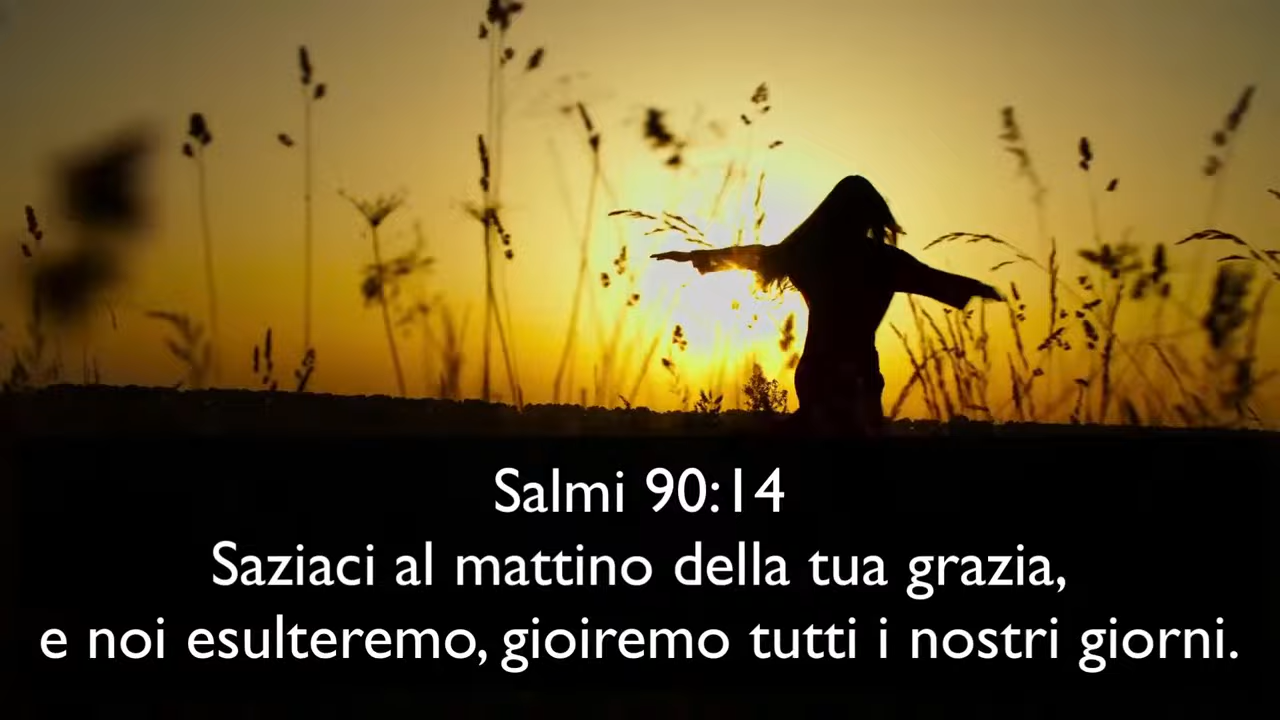 Salmi 90:14
Saziaci al mattino della tua grazia,
e noi esulteremo, gioiremo tutti i nostri giorni.